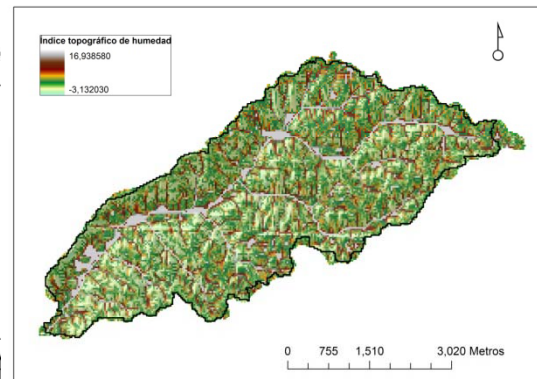 Índice topográfico de humedad
16,938580
-3,132030
0 755 1,510 3,020 Metros